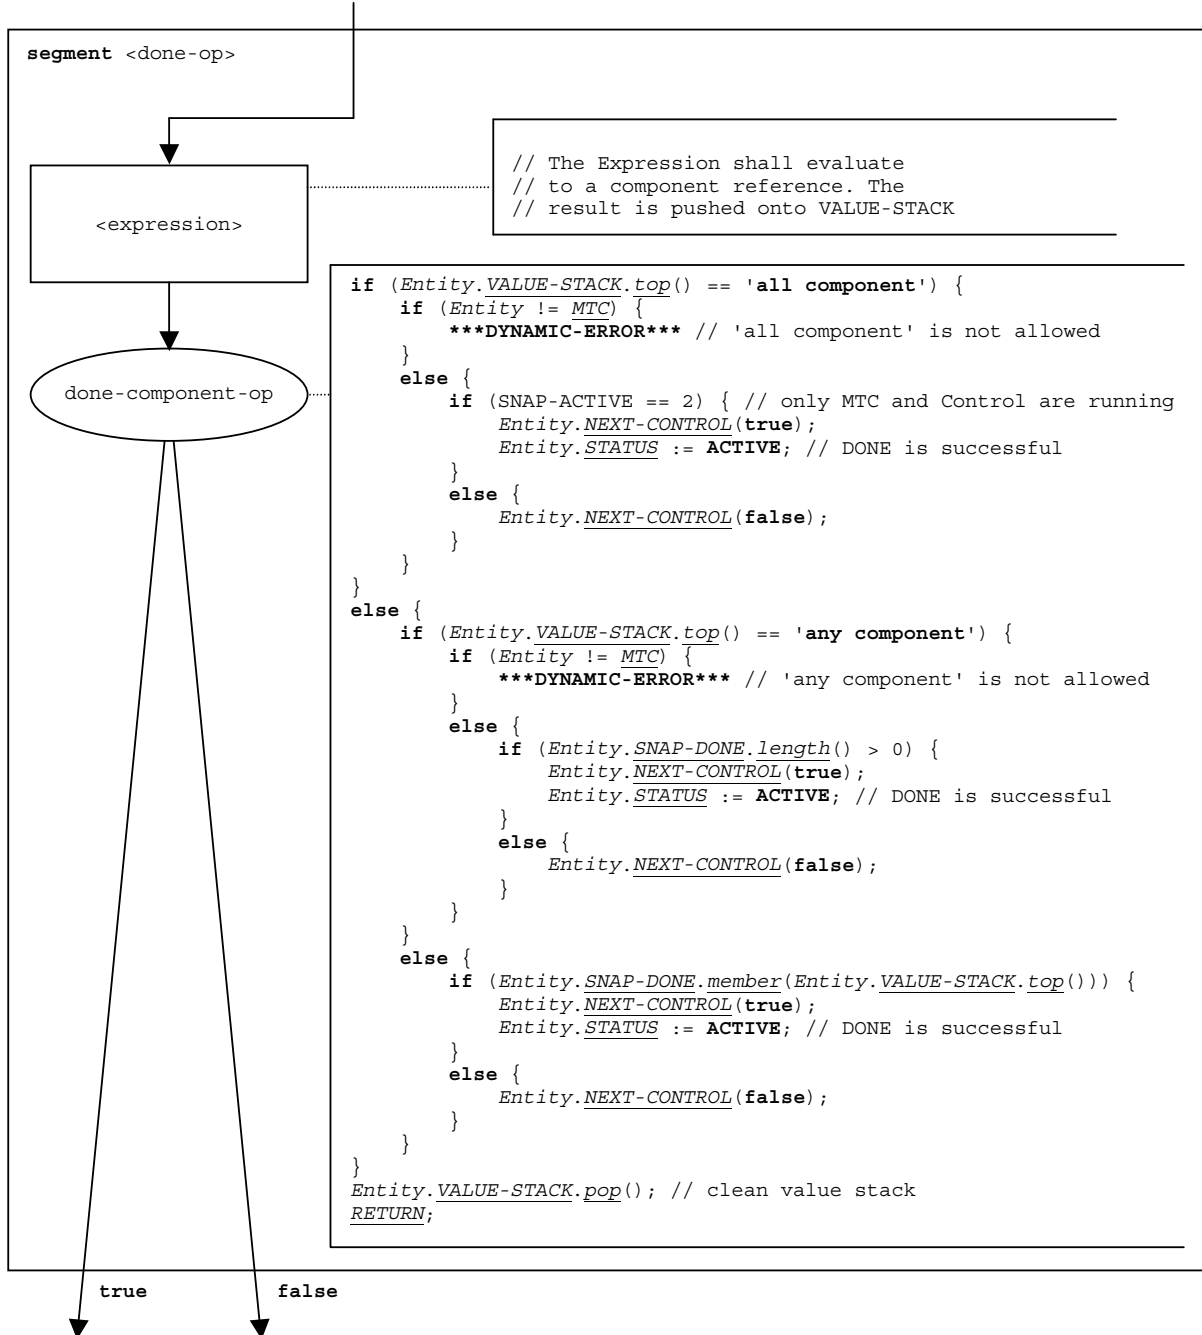 segment <done-op>
// The Expression shall evaluate
// to a component reference. The
// result is pushed onto VALUE-STACK
<expression>
if (Entity.VALUE-STACK.top() == 'all component') {
if (Entity != MTC) {
***DYNAMIC-ERROR*** // 'all component' is not allowed
}
else {
if (SNAP-ACTIVE == 2) { // only MTC and Control are running
Entity.NEXT-CONTROL(true);
Entity.STATUS := ACTIVE; // DONE is successful
}
else {
Entity.NEXT-CONTROL(false);
}
}
}
else {
if (Entity.VALUE-STACK.top() == 'any component') {
if (Entity != MTC) {
***DYNAMIC-ERROR*** // 'any component' is not allowed
}
else {
if (Entity.SNAP-DONE.length() > 0) {
Entity.NEXT-CONTROL(true);
Entity.STATUS := ACTIVE; // DONE is successful
}
else {
Entity.NEXT-CONTROL(false);
}
}
}
else {
if (Entity.SNAP-DONE.member(Entity.VALUE-STACK.top())) {
Entity.NEXT-CONTROL(true);
Entity.STATUS := ACTIVE; // DONE is successful
}
else {
Entity.NEXT-CONTROL(false);
}
}
}
Entity.VALUE-STACK.pop(); // clean value stack
RETURN;
done-component-op
true
false